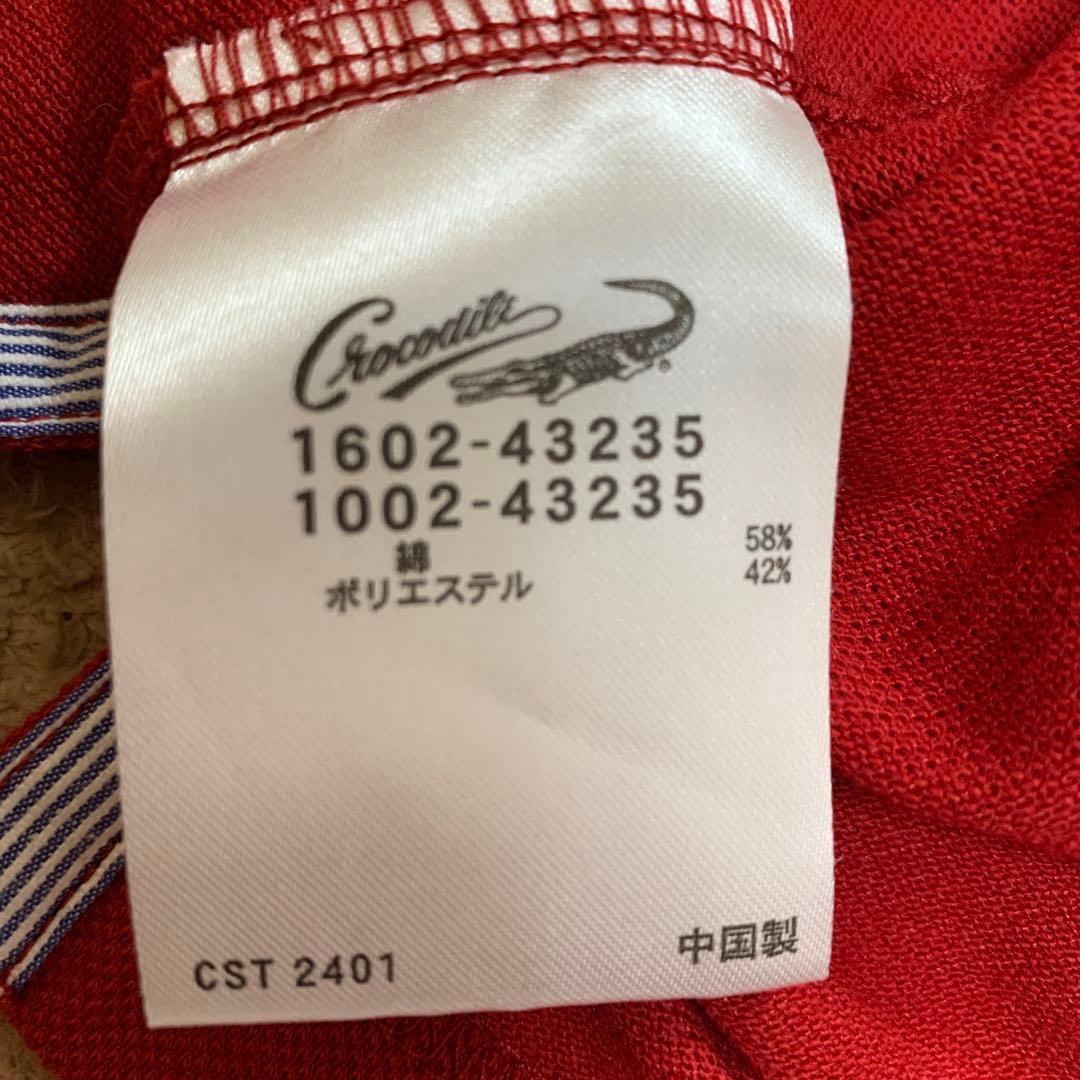 Crocodile
®
1602-43235
1002-43235
綿 58%
ポリエステル 42%
CST 2401
中国製